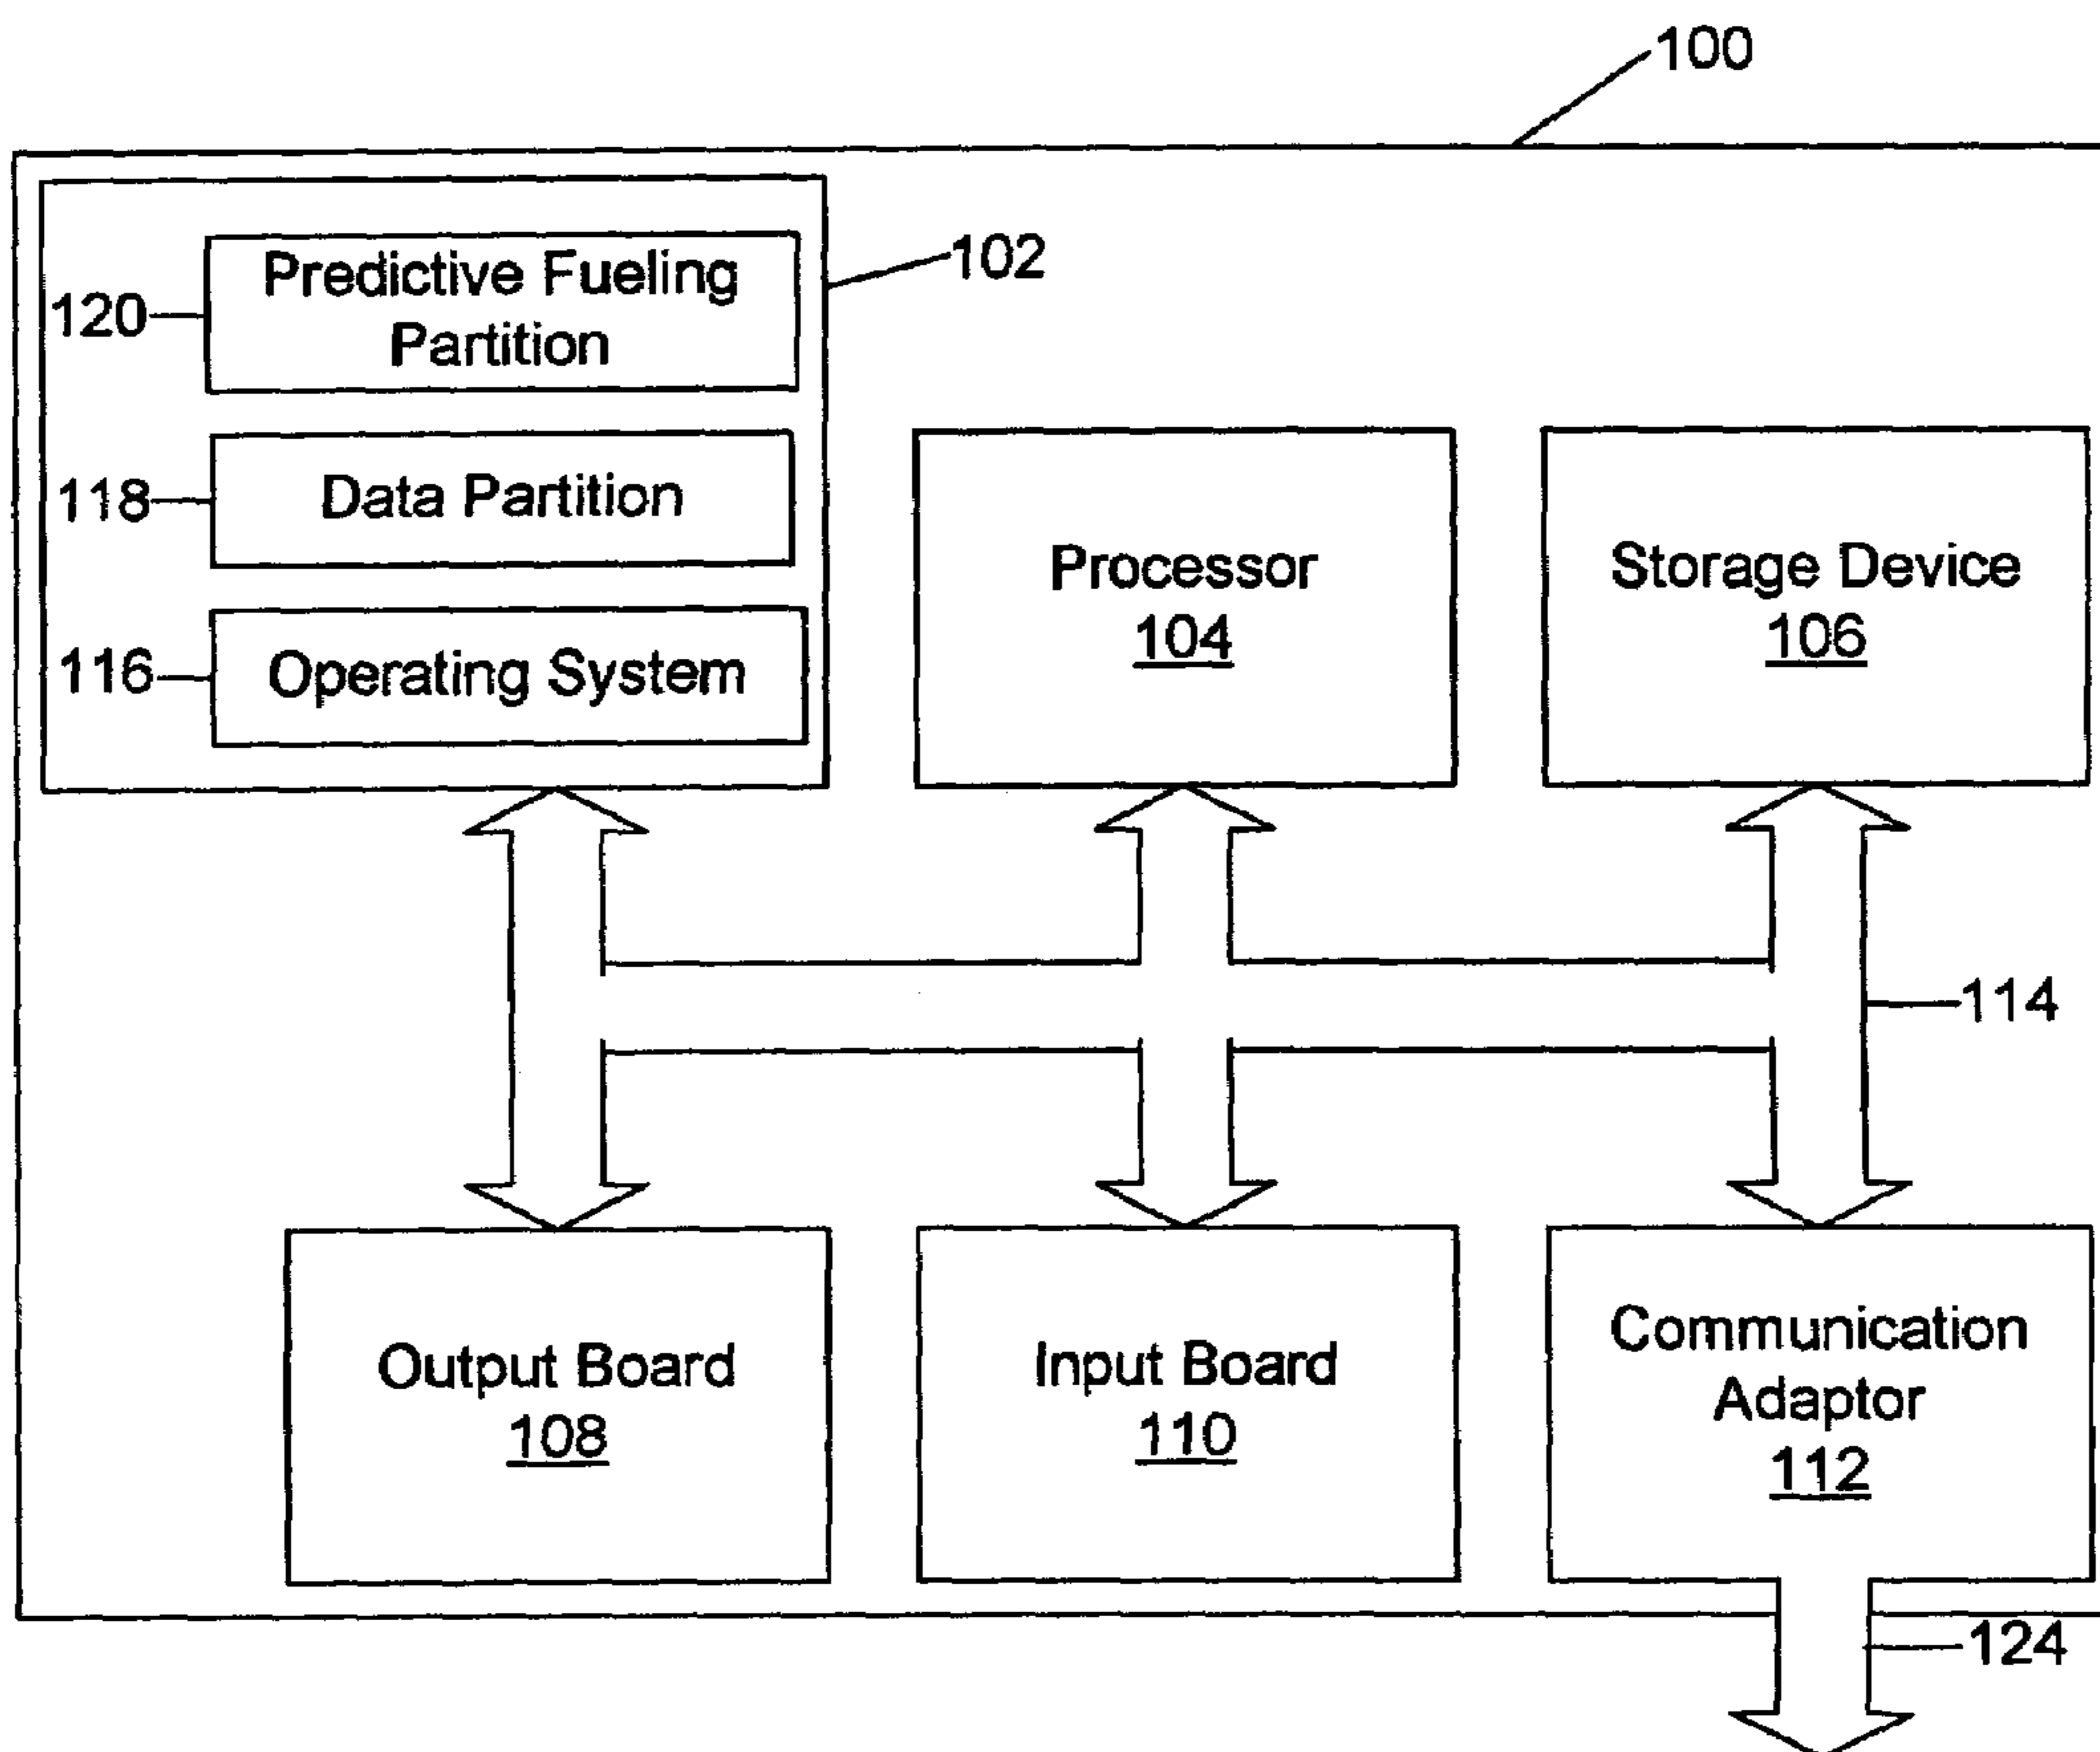 100
102
Predictive Fueling
Partition
120
118
Data Partition
116
Operating System
Processor
104
Storage Device
106
114
Output Board
108
Input Board
110
Communication
Adaptor
112
124